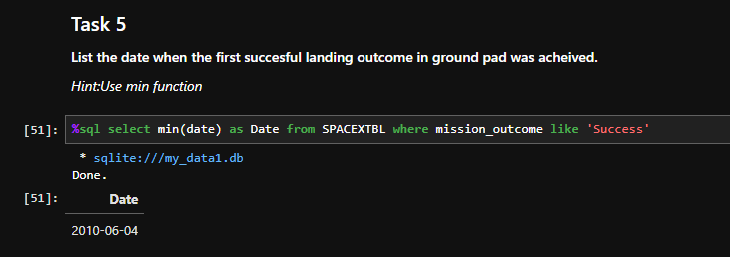 Task 5
List the date when the first succesful landing outcome in ground pad was acheived.
Hint:Use min function
[51]: %sql select min(date) as Date from SPACEXTBL where mission_outcome like 'Success'
* sqlite:///my_data1.db
Done.
[51]: Date
2010-06-04